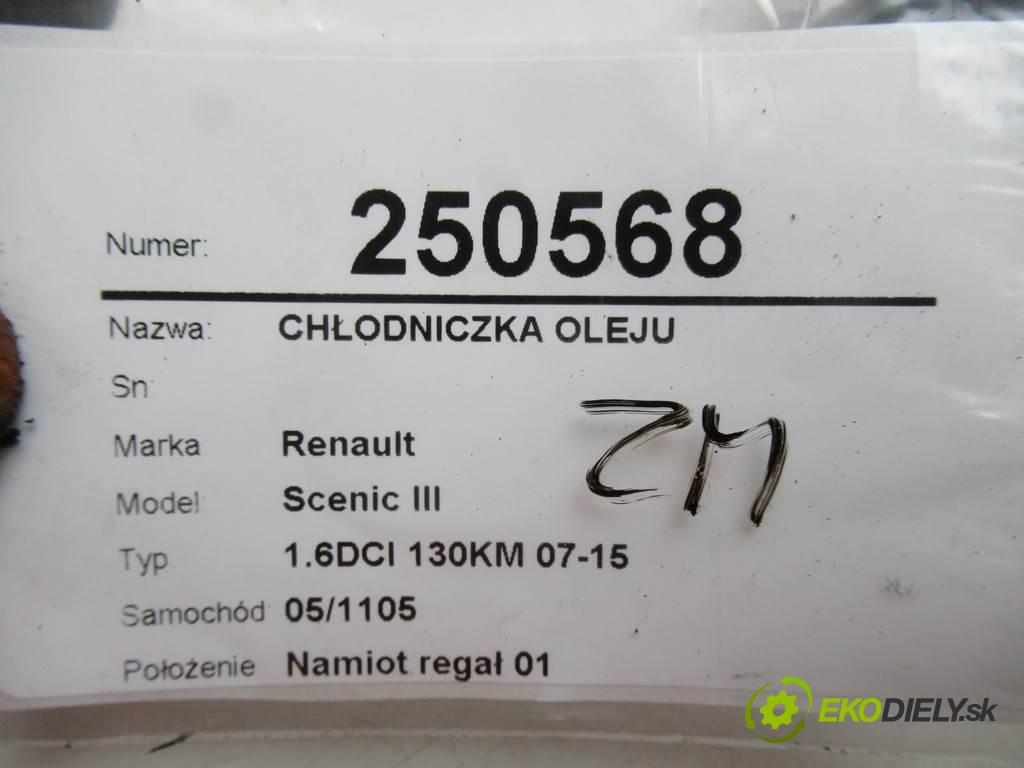 Numer: 250568
Nazwa: CHŁODNICZKA OLEJU
Sn:
Marka Renault
ZM
Model: Scenic III
Typ 1.6DCI 130KM 07-15
Samochód 05/1105
Położenie Namiot regał 01
EKODIELY.sk